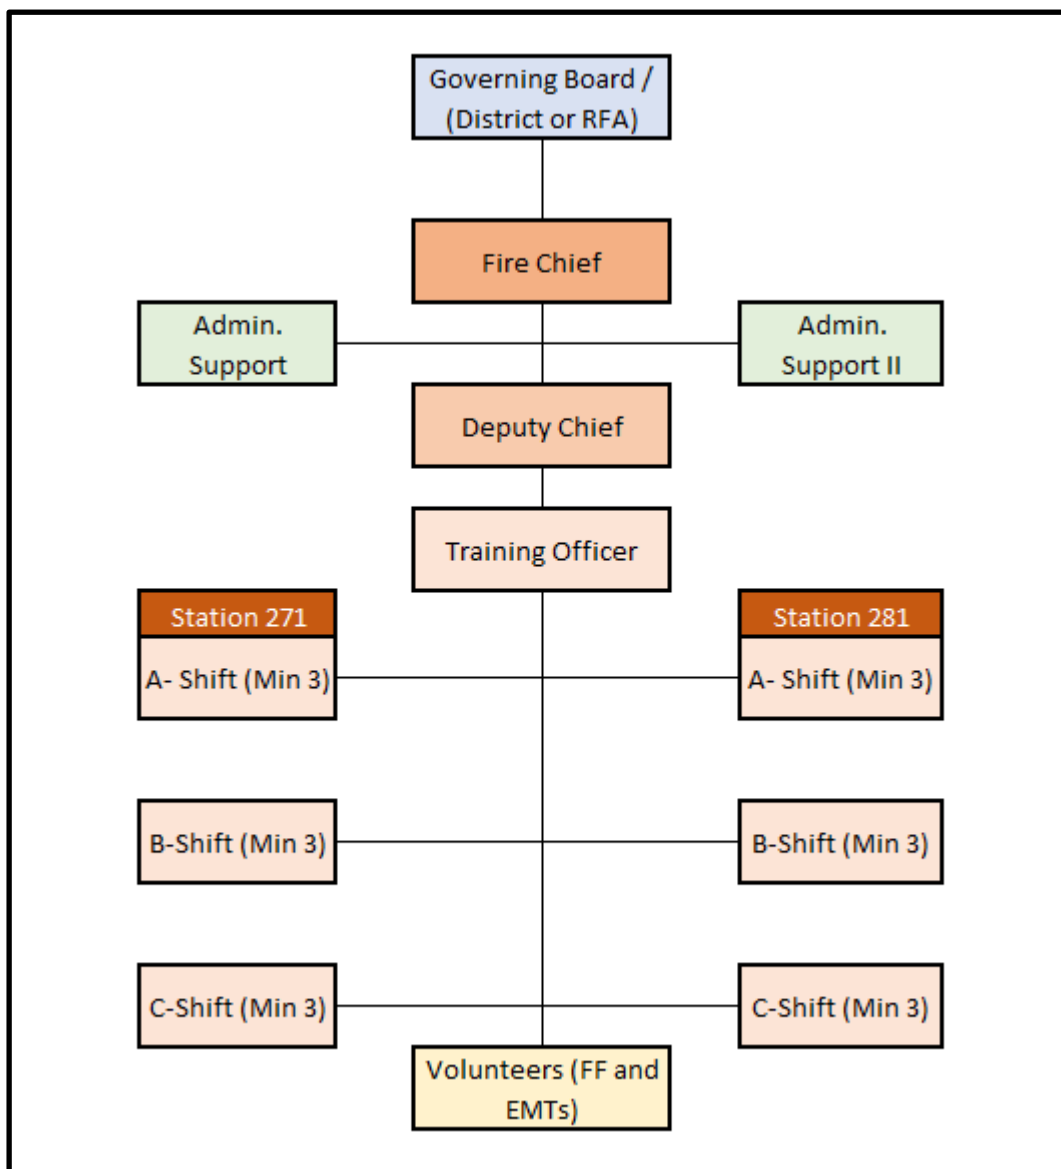 Governing Board /
(District or RFA)
Fire Chief
Admin.
Support
Admin.
Support II
Deputy Chief
Training Officer
Station 271
Station 281
A- Shift (Min 3)
A- Shift (Min 3)
B-Shift (Min 3)
B-Shift (Min 3)
C-Shift (Min 3)
C-Shift (Min 3)
Volunteers (FF and
EMTs)